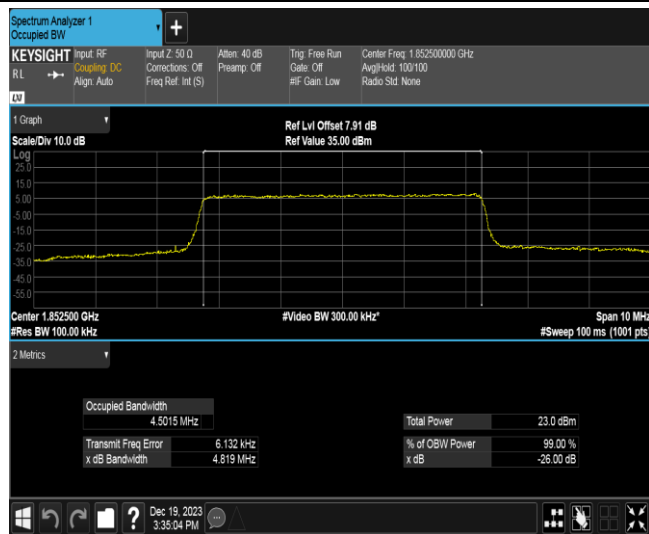 Spectrum Analyzer 1
Occupied BW
KEYSIGHT
RL
LXI
Input: RF
Coupling: DC
Align: Auto
Input Z: 50 Ω
Corrections: Off
Freq Ref: Int (S)
Atten: 40 dB
Preamp: Off
Trig: Free Run
Gate: Off
#IF Gain: Low
Center Freq: 1.852500000 GHz
Avg|Hold: 100/100
Radio Std: None
1 Graph
Scale/Div 10.0 dB
Ref Lvl Offset 7.91 dB
Ref Value 35.00 dBm
Log
25.0
15.0
5.00
-5.00
-15.0
-25.0
-35.0
-45.0
-55.0
Center 1.852500 GHz
#Res BW 100.00 kHz
#Video BW 300.00 kHz*
Span 10 MHz
#Sweep 100 ms (1001 pts)
2 Metrics
Occupied Bandwidth
4.5015 MHz
Transmit Freq Error 6.132 kHz
x dB Bandwidth 4.819 MHz
Total Power 23.0 dBm
% of OBW Power 99.00 %
x dB -26.00 dB
?
Dec 19, 2023
3:35:04 PM